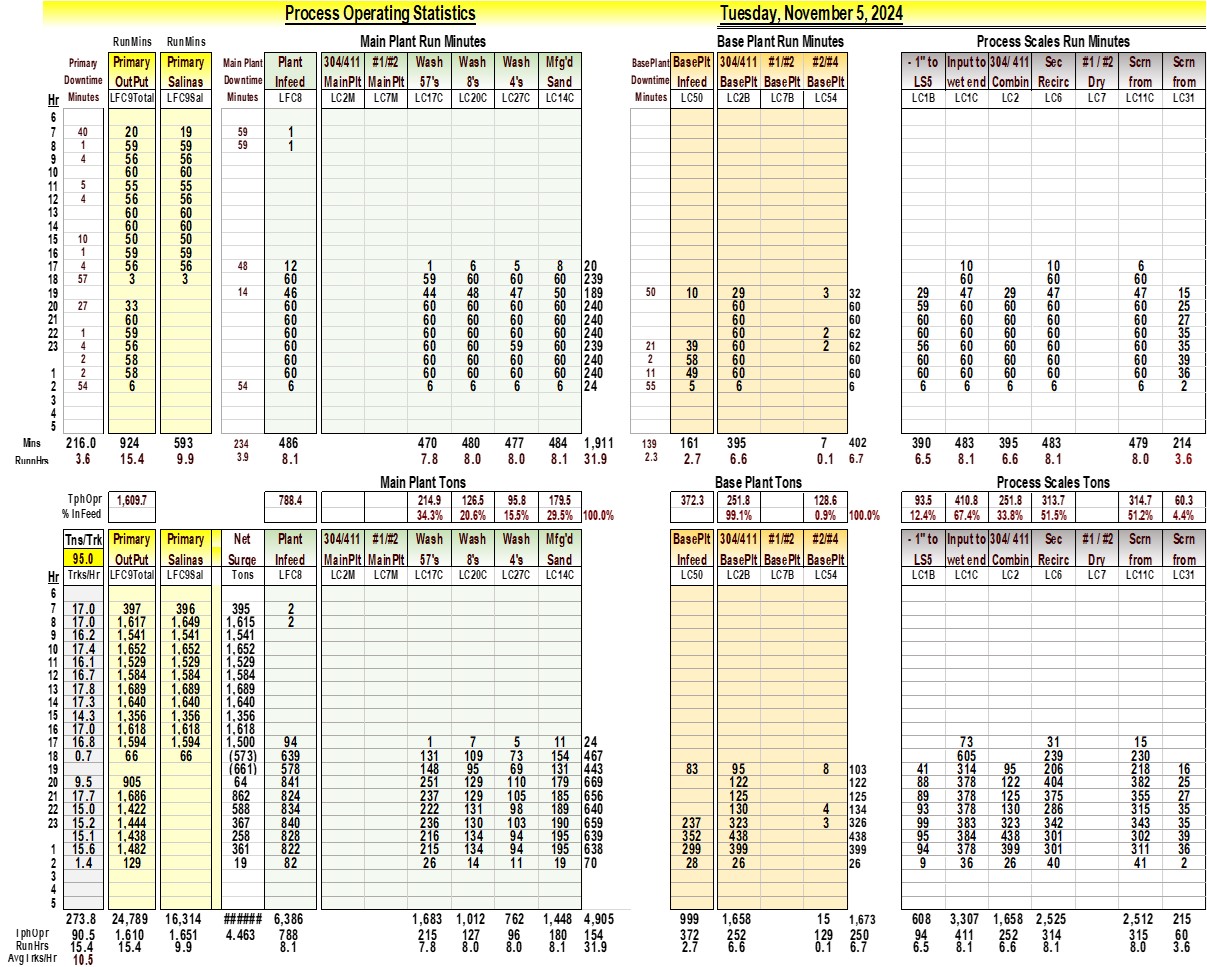 Process Operating Statistics Tuesday, November 5, 2024
RunMins RunMins Main Plant Run Minutes Base Plant Run Minutes Process Scales Run Minutes
Primary Primary Primary Main Plant Plant 304/411 #1/#2 Wash Wash Wash Mfg'd BasePlant BasePlt 304/411 #1/#2 #2/#4 - 1" to Input to 304/ 411 Sec #1 / #2 Scrn Scrn
Downtime OutPut Salinas Downtime Infeed MainPlt MainPlt 57's 8's 4's Sand Downtime Infeed BasePlt BasePlt BasePlt LS5 wet end Combin Recirc Dry from from
Hr Minutes LFC9Total LFC9Sal Minutes LFC8 LC2M LC7M LC17C LC20C LC27C LC14C Minutes LC50 LC2B LC7B LC54 LC1B LC1C LC2 LC6 LC7 LC11C LC31
6
7 40 20 19 59 1
8 1 59 59 59 1
9 4 56 56
10 60 60
11 5 55 55
12 4 56 56
13 60 60
14 60 60
15 10 50 50
16 1 59 59
17 4 56 56 48 12 1 6 5 8 20 10 10 6
18 57 3 3 60 59 60 60 60 239 60 60 60
19 14 46 44 48 47 50 189 50 10 29 3 32 29 47 29 47 47 15
20 27 33 60 60 60 60 60 240 60 60 59 60 60 60 60 25
21 60 60 60 60 60 60 240 60 60 60 60 60 60 60 27
22 1 59 60 60 60 60 60 240 60 2 62 60 60 60 60 60 35
23 4 56 60 60 60 59 60 239 21 39 60 2 62 56 60 60 60 60 35
2 58 60 60 60 60 60 240 2 58 60 60 60 60 60 60 60 39
1 2 58 60 60 60 60 60 240 11 49 60 60 60 60 60 60 60 36
2 54 6 54 6 6 6 6 6 24 55 5 6 6 6 6 6 6 6 2
3
4
5
Mins 216.0 924 593 234 486 470 480 477 484 1,911 139 161 395 7 402 390 483 395 483 479 214
RunnHrs 3.6 15.4 9.9 3.9 8.1 7.8 8.0 8.0 8.1 31.9 2.3 2.7 6.6 0.1 6.7 6.5 8.1 6.6 8.1 8.0 3.6
Main Plant Tons Base Plant Tons Process Scales Tons
TphOpr 1,609.7 788.4 214.9 126.5 95.8 179.5 372.3 251.8 128.6 93.5 410.8 251.8 313.7 314.7 60.3
% InFeed 34.3% 20.6% 15.5% 29.5% 100.0% 99.1% 0.9% 100.0% 12.4% 67.4% 33.8% 51.5% 51.2% 4.4%
Tns/Trk Primary Primary Net Plant 304/411 #1/#2 Wash Wash Wash Mfg'd BasePlt 304/411 #1/#2 #2/#4 - 1" to Input to 304/ 411 Sec #1 / #2 Scrn Scrn
95.0 OutPut Salinas Surge Infeed MainPlt MainPlt 57's 8's 4's Sand Infeed BasePlt BasePlt BasePlt LS5 wet end Combin Recirc Dry from from
Hr Trks/Hr LFC9Total LFC9Sal Tons LFC8 LC2M LC7M LC17C LC20C LC27C LC14C LC50 LC2B LC7B LC54 LC1B LC1C LC2 LC6 LC7 LC11C LC31
6
7 17.0 397 396 395 2
8 17.0 1,617 1,649 1,615 2
9 16.2 1,541 1,541 1,541
10 17.4 1,652 1,652 1,652
11 16.1 1,529 1,529 1,529
12 16.7 1,584 1,584 1,584
13 17.8 1,689 1,689 1,689
14 17.3 1,640 1,640 1,640
15 14.3 1,356 1,356 1,356
16 17.0 1,618 1,618 1,618
17 16.8 1,594 1,594 1,500 94 1 7 5 11 24 73 31 15
18 0.7 66 66 (573) 639 131 109 73 154 467 605 239 230
19 (661) 578 148 95 69 131 443 83 95 8 103 41 314 95 206 218 16
20 9.5 905 64 841 251 129 110 179 669 122 122 88 378 122 404 382 25
21 17.7 1,686 862 824 237 129 105 185 656 125 125 89 378 125 375 355 27
22 15.0 1,422 588 834 222 131 98 189 640 130 4 134 93 378 130 286 315 35
23 15.2 1,444 367 840 236 130 103 190 659 237 323 3 326 99 383 323 342 343 35
15.1 1,438 258 828 216 134 94 195 639 352 438 438 95 384 438 301 302 39
1 15.6 1,482 361 822 215 134 94 195 638 299 399 399 94 378 399 301 311 36
2 1.4 129 19 82 26 14 11 19 70 28 26 26 9 36 26 40 41 2
3
4
5
273.8 24,789 16,314 ###### 6,386 1,683 1,012 762 1,448 4,905 999 1,658 15 1,673 608 3,307 1,658 2,525 2,512 215
TphOpr 90.5 1,610 1,651 4.463 788 215 127 96 180 154 372 252 129 250 94 411 252 314 315 60
RunHrs 15.4 15.4 9.9 8.1 7.8 8.0 8.0 8.1 31.9 2.7 6.6 0.1 6.7 6.5 8.1 6.6 8.1 8.0 3.6
AvgTrks/Hr 10.5